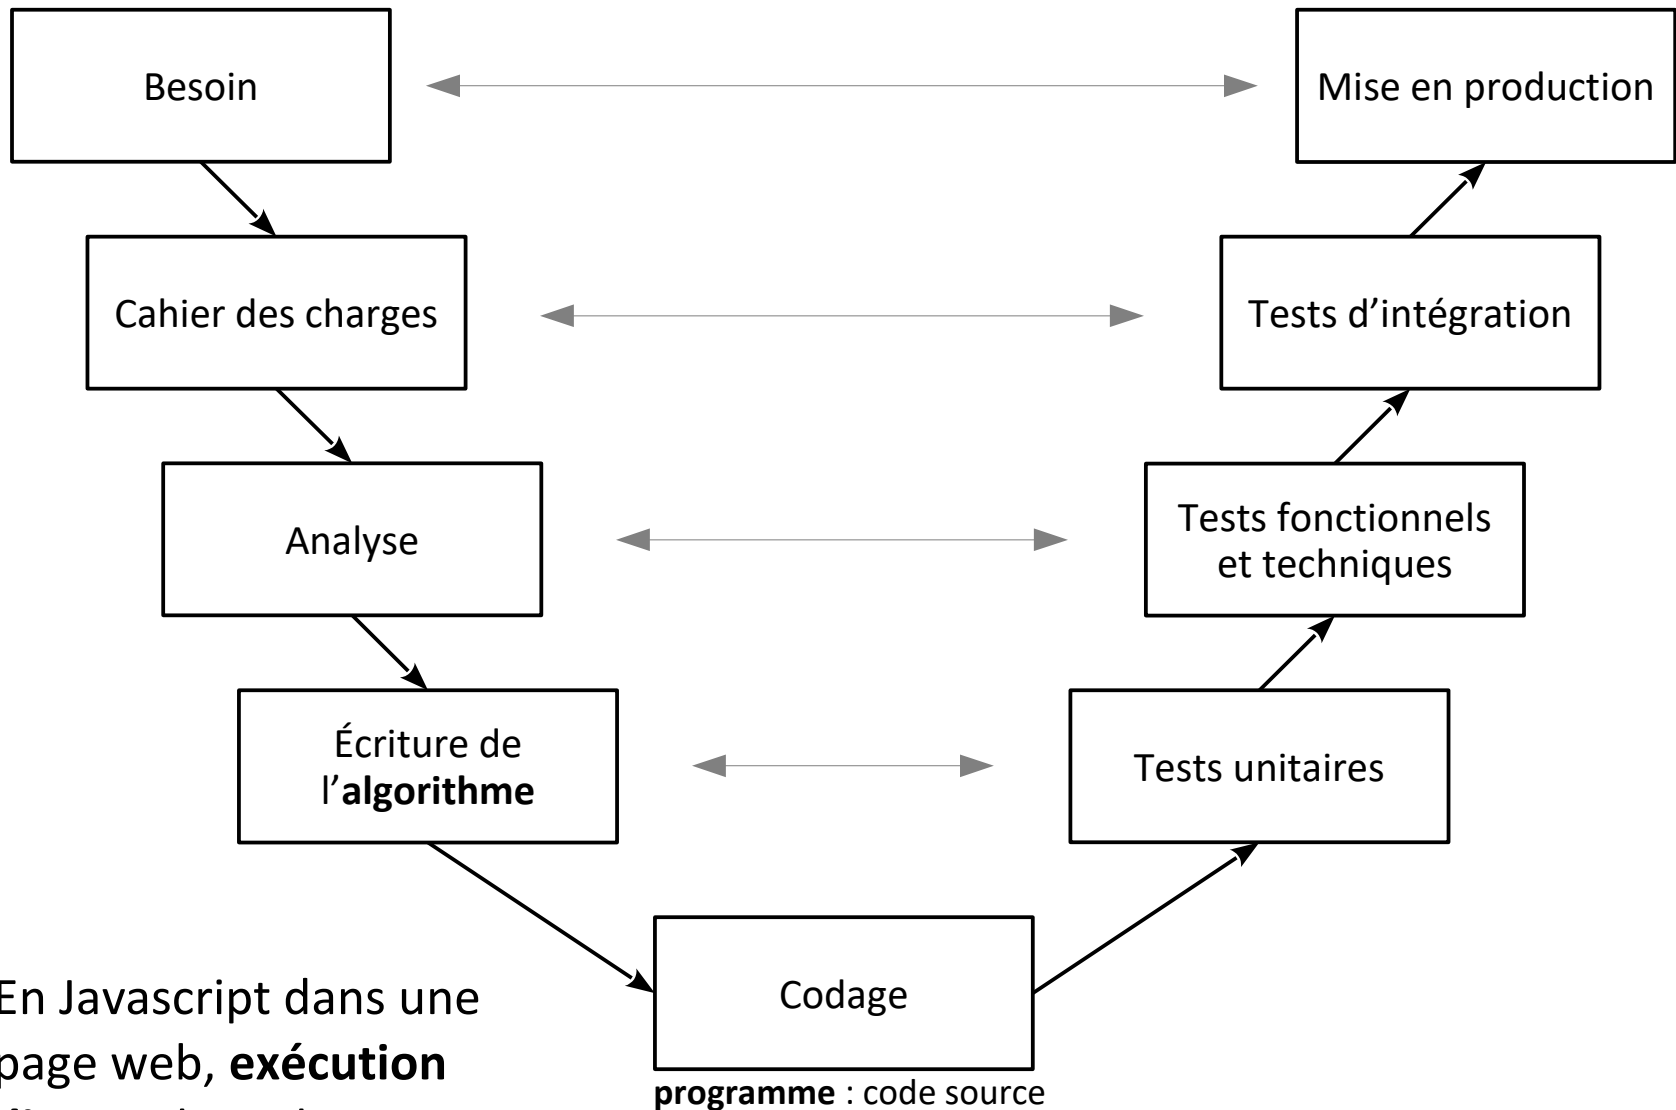 Besoin
Mise en production
Cahier des charges
Tests d’intégration
Analyse
Tests fonctionnels
et techniques
Écriture de
l’algorithme
Tests unitaires
Codage
programme : code source
En Javascript dans une
page web, exécution